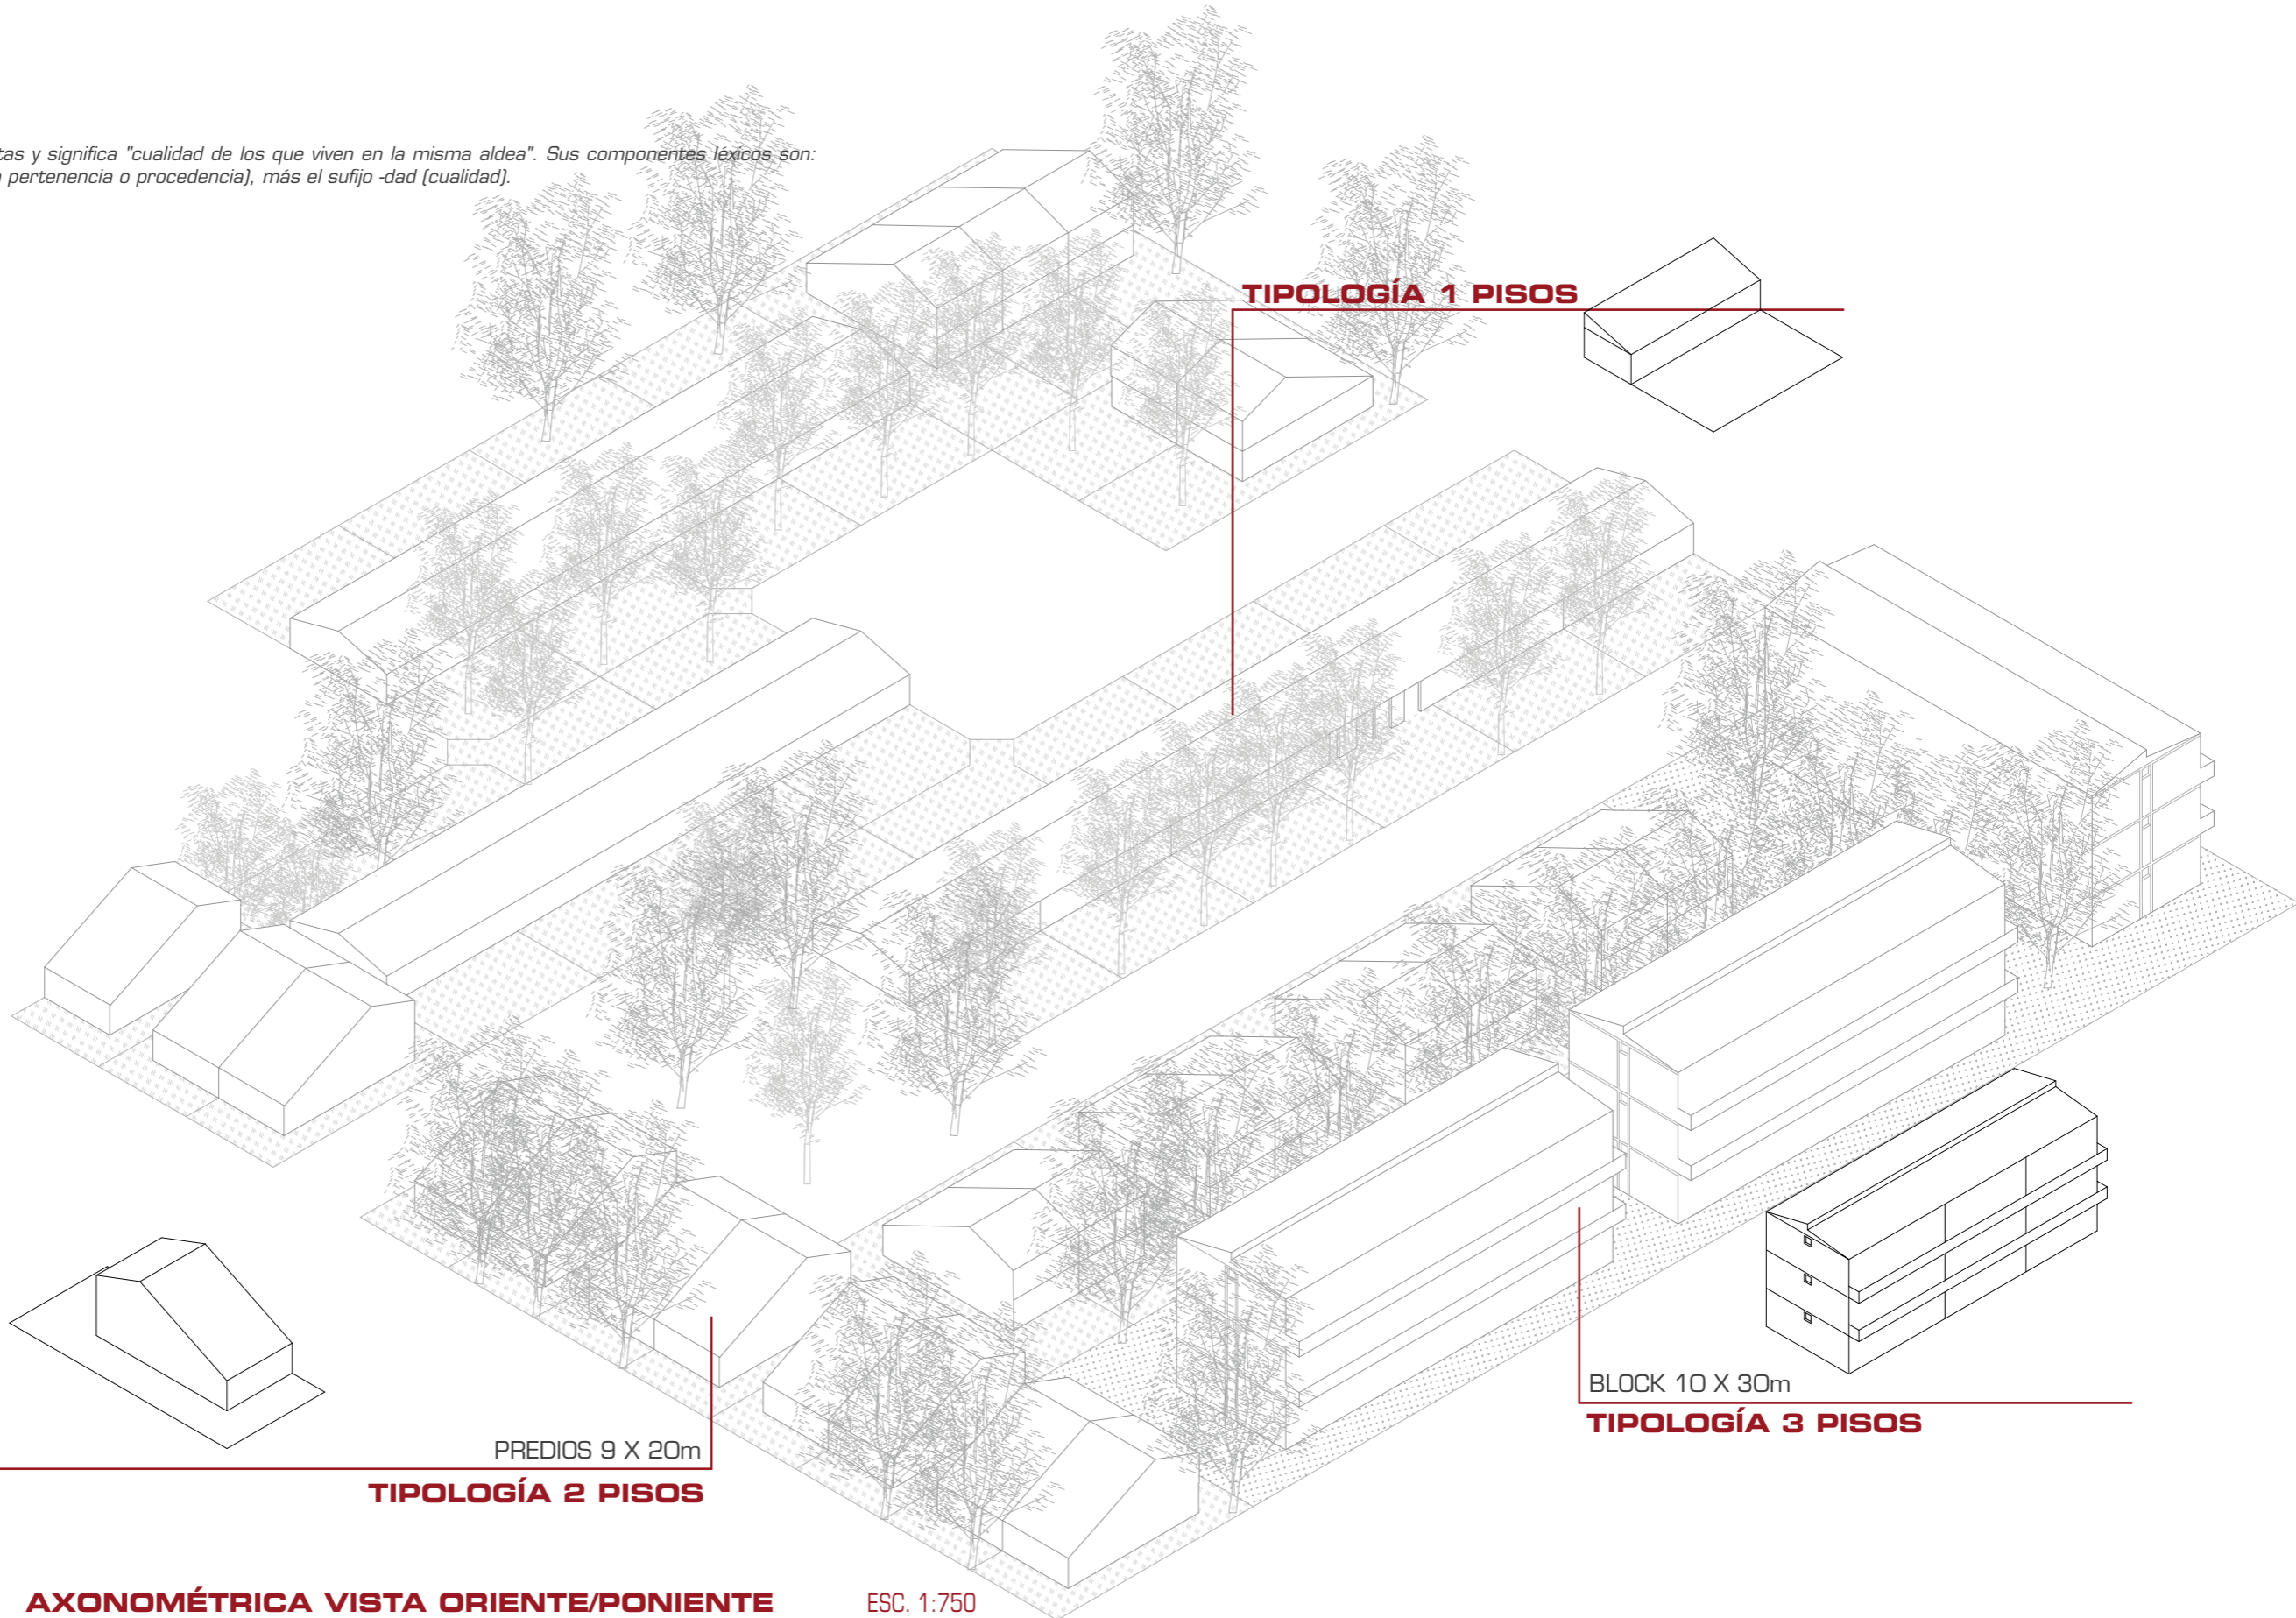 tas y significa "cualidad de los que viven en la misma aldea". Sus componentes léxicos son:
pertenencia o procedencia), más el sufijo -dad (cualidad).
TIPOLOGÍA 1 PISOS
BLOCK 10 X 30m
TIPOLOGÍA 3 PISOS
PREDIOS 9 X 20m
TIPOLOGÍA 2 PISOS
AXONOMÉTRICA VISTA ORIENTE/PONIENTE ESC. 1:750